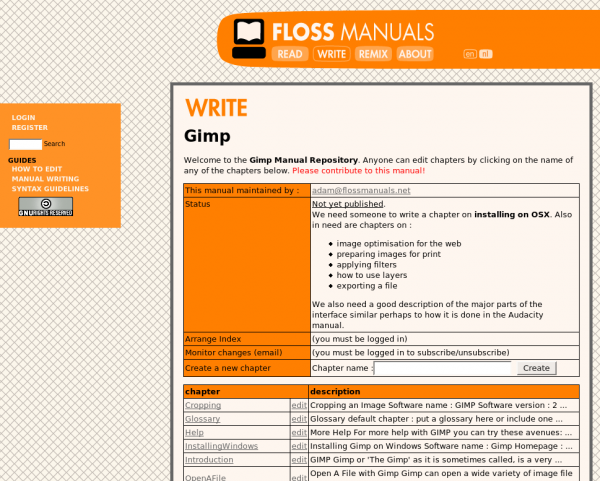 FLOSS MANUALS
READ WRITE REMIX ABOUT
en nl
LOGIN
REGISTER
Search
GUIDES
HOW TO EDIT
MANUAL WRITING
SYNTAX GUIDELINES
GNURIGHTS RESERVED
WRITE
Gimp
Welcome to the Gimp Manual Repository. Anyone can edit chapters by clicking on the name
of any of the chapters below. Please contribute to this manual!
This manual maintained by : adam@flossmanuals.net
Status Not yet published.
We need someone to write a chapter on installing on OSX. Also
in need are chapters on :
image optimisation for the web
preparing images for print
applying filters
how to use layers
exporting a file
We also need a good description of the major parts of the
interface similar perhaps to how it is done in the Audacity
manual.
Arrange Index (you must be logged in)
Monitor changes (email) (you must be logged in to subscribe/unsubscribe)
Create a new chapter Chapter name : Create
chapter description
Cropping edit Cropping an Image Software name : GIMP Software version : 2 ...
Glossary edit Glossary default chapter : put a glossary here or include one ...
Help edit More Help For more help with GIMP you can try these avenues: ...
InstallingWindows edit Installing Gimp on Windows Software name : Gimp Homepage : ...
Introduction edit GIMP Gimp or 'The Gimp' as it is sometimes called, is a very ...
OpenAFile edit Open A File with Gimp Gimp can open a wide variety of image file